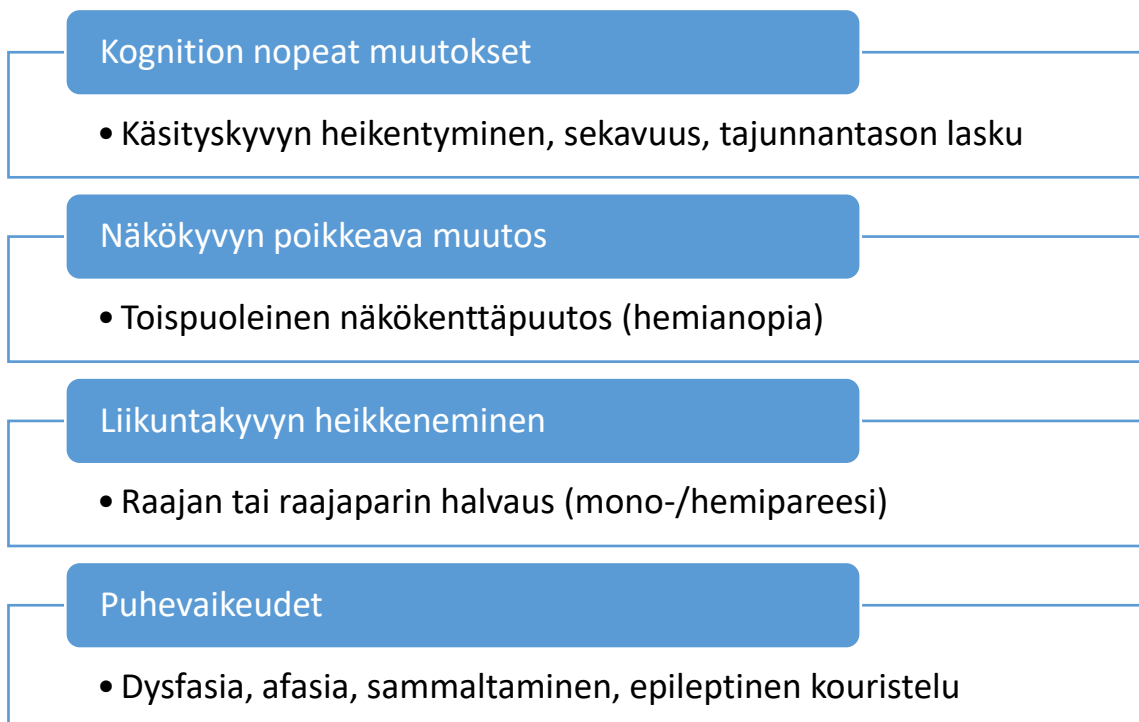 Kognition nopeat muutokset
• Käsityskyvyn heikentyminen, sekavuus, tajunnantason lasku
Näkökyvyn poikkeava muutos
• Toispuoleinen näkökenttäpuutos (hemianopia)
Liikuntakyvyn heikkeneminen
• Raajan tai raajaparin halvaus (mono-/hemipareesi)
Puhevaikeudet
• Dysfasia, afasia, sammaltaminen, epileptinen kouristelu